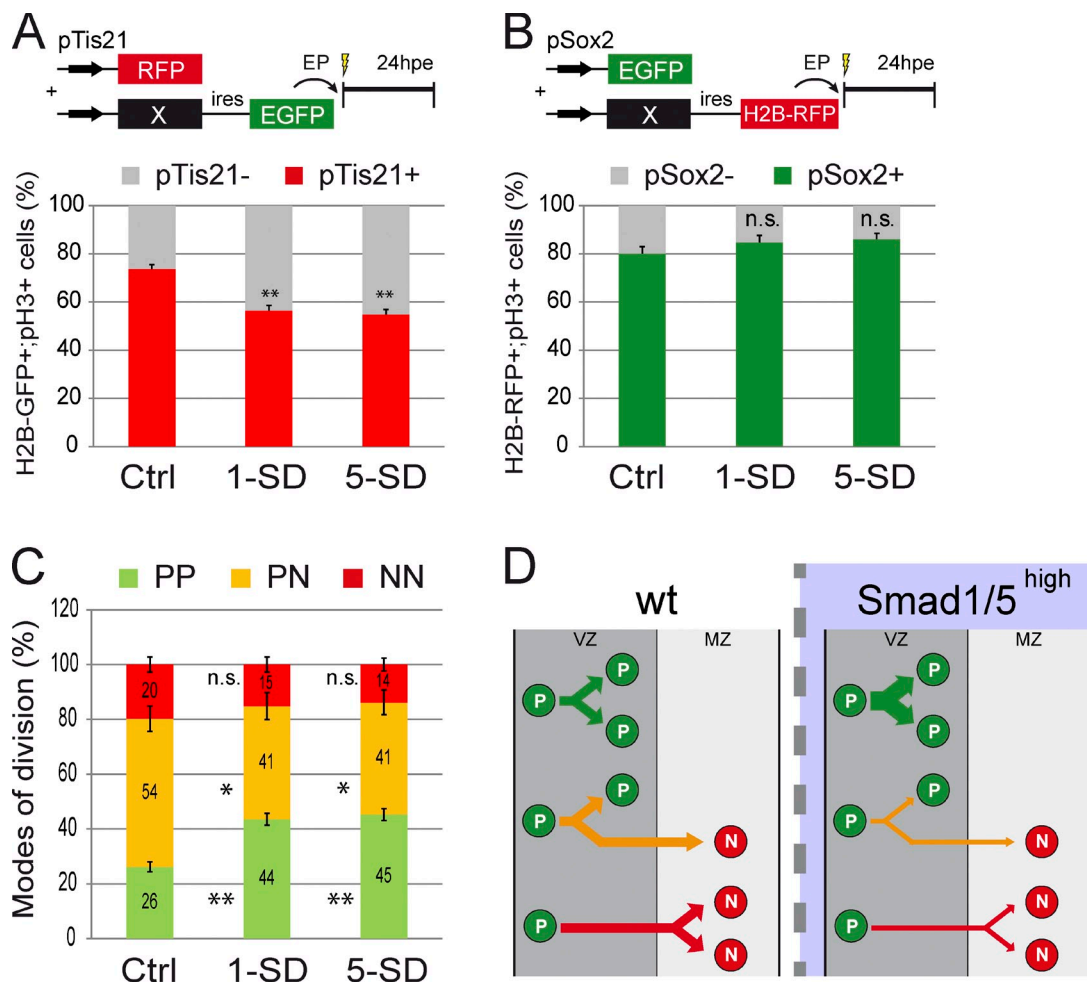 A
pTis21
RFP
+
X
ires
EGFP
EP
24hpe
pTis21-
pTis21+
H2B-GFP+;pH3+ cells (%)
100
80
60
40
20
0
**
**
Ctrl
1-SD
5-SD
B
pSox2
EGFP
+
X
ires
H2B-RFP
EP
24hpe
pSox2-
pSox2+
H2B-RFP+;pH3+ cells (%)
100
80
60
40
20
0
n.s.
n.s.
Ctrl
1-SD
5-SD
C
PP
PN
NN
Modes of division (%)
120
100
80
60
40
20
0
20
54
26
n.s.
*
**
15
41
44
n.s.
*
**
14
41
45
Ctrl
1-SD
5-SD
D
wt
VZ
MZ
P
P
P
P
P
N
P
N
N
Smad1/5 high
VZ
MZ
P
P
P
P
P
N
P
N
N